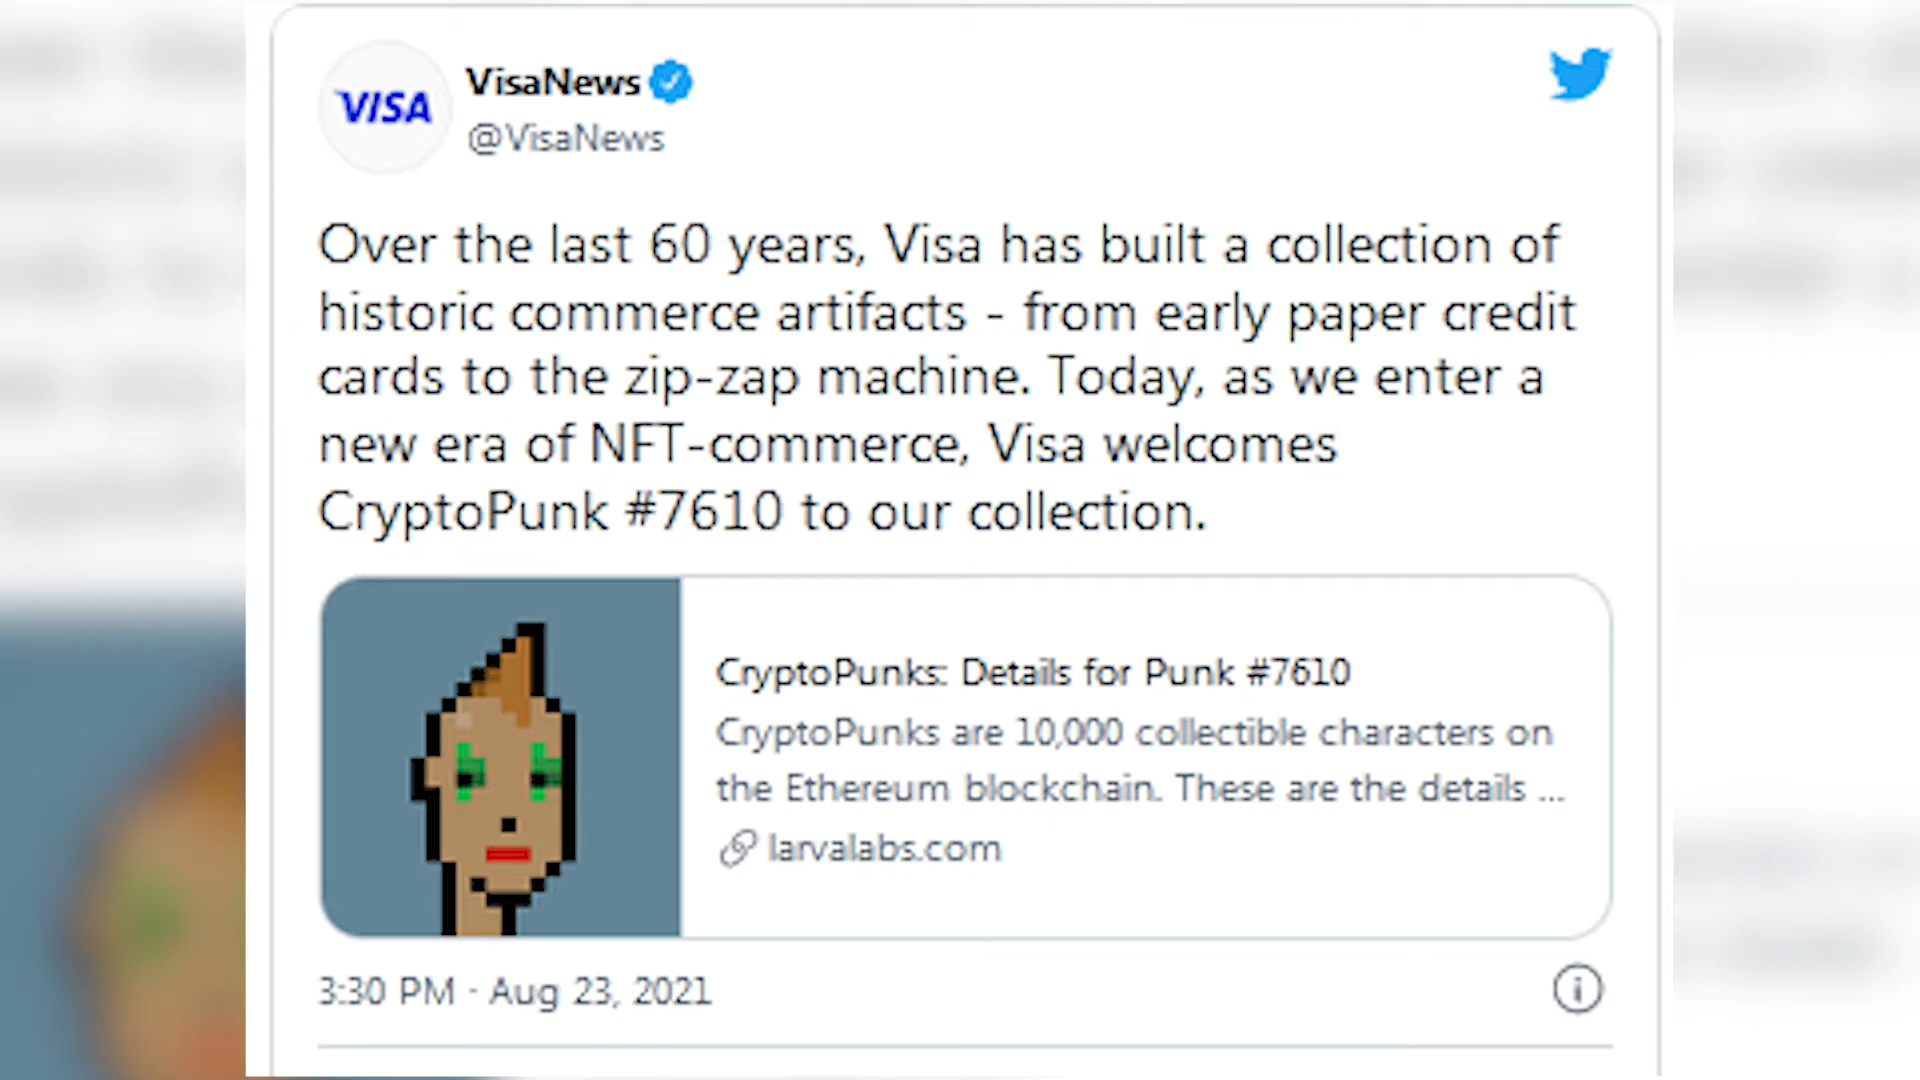 VISA
VisaNews
@VisaNews
Over the last 60 years, Visa has built a collection of
historic commerce artifacts - from early paper credit
cards to the zip-zap machine. Today, as we enter a
new era of NFT-commerce, Visa welcomes
CryptoPunk #7610 to our collection.
CryptoPunks: Details for Punk #7610
CryptoPunks are 10,000 collectible characters on
the Ethereum blockchain. These are the details ...
larvalabs.com
3:30 PM · Aug 23, 2021